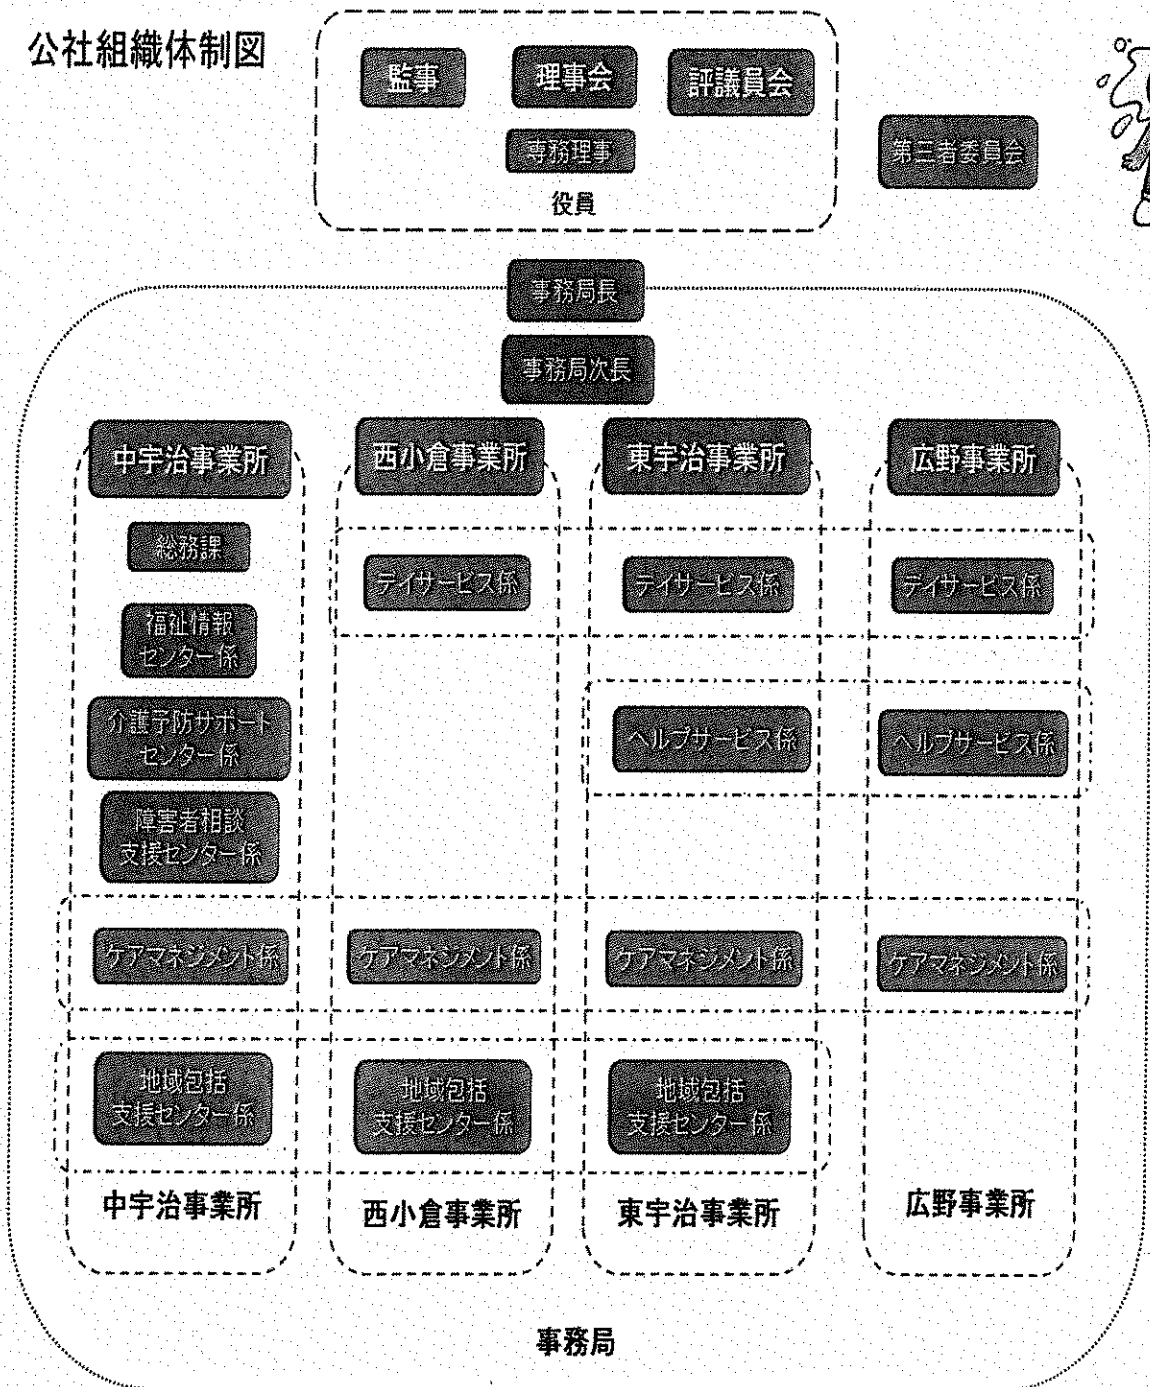 公社組織体制図
監事
理事会
評議員会
専務理事
第三者委員会
役員
事務局長
事務局次長
中宇治事業所
西小倉事業所
東宇治事業所
広野事業所
総務課
デイサービス係
デイサービス係
デイサービス係
福祉情報
センター係
介護予防サポート
センター係
ヘルプサービス係
ヘルプサービス係
障害者相談
支援センター係
ケアマネジメント係
ケアマネジメント係
ケアマネジメント係
ケアマネジメント係
地域包括
支援センター係
地域包括
支援センター係
地域包括
支援センター係
中宇治事業所
西小倉事業所
東宇治事業所
広野事業所
事務局